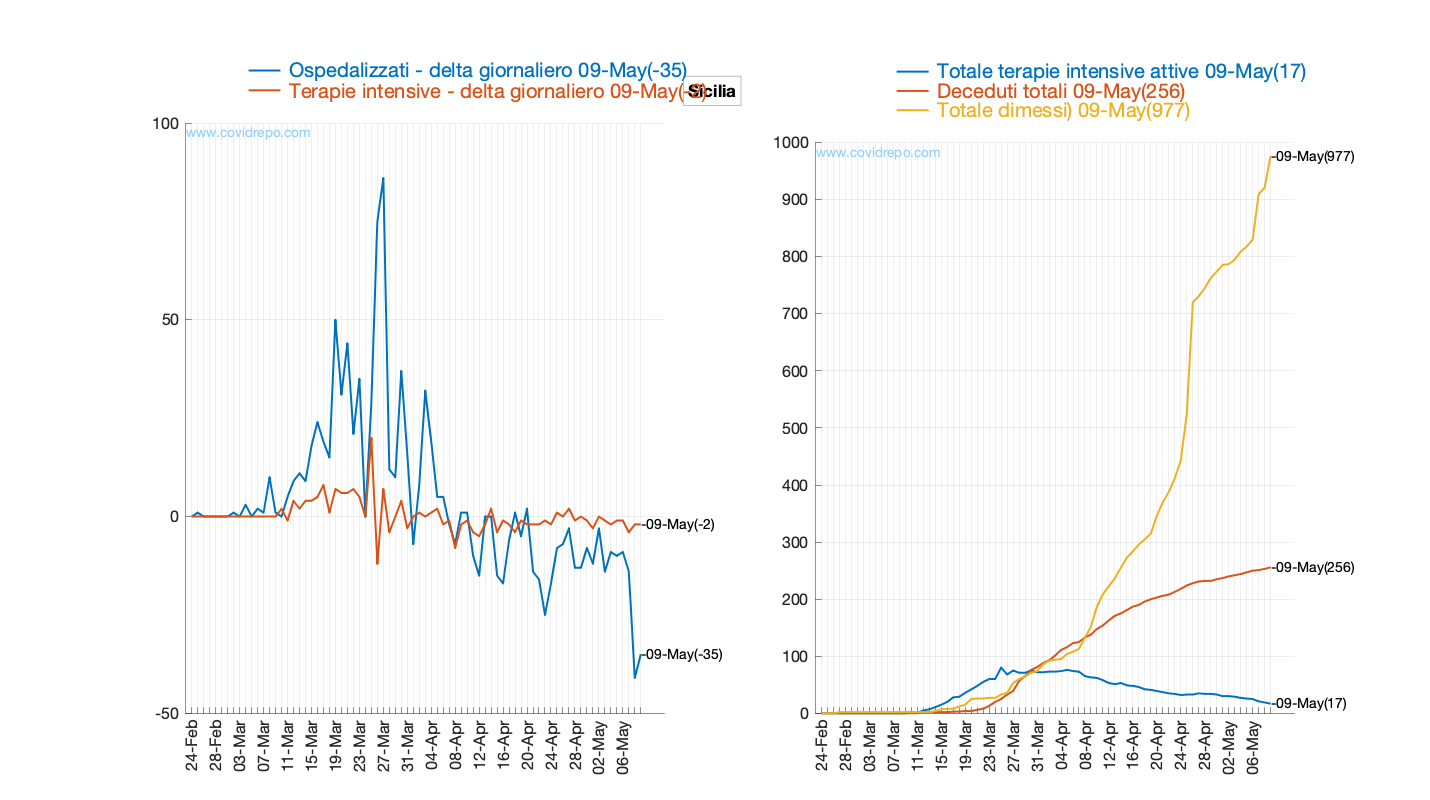 Ospedalizzati - delta giornaliero 09-May(-35)
Terapie intensive - delta giornaliero 09-May(-2)
Sicilia
www.covidrepo.com
100
50
0
-50
-09-May(-2)
-09-May(-35)
24-Feb
28-Feb
03-Mar
07-Mar
11-Mar
15-Mar
19-Mar
23-Mar
27-Mar
31-Mar
04-Apr
08-Apr
12-Apr
16-Apr
20-Apr
24-Apr
28-Apr
02-May
06-May
Totale terapie intensive attive 09-May(17)
Deceduti totali 09-May(256)
Totale dimessi) 09-May(977)
www.covidrepo.com
1000
900
800
700
600
500
400
300
200
100
0
-09-May(977)
-09-May(256)
-09-May(17)
24-Feb
28-Feb
03-Mar
07-Mar
11-Mar
15-Mar
19-Mar
23-Mar
27-Mar
31-Mar
04-Apr
08-Apr
12-Apr
16-Apr
20-Apr
24-Apr
28-Apr
02-May
06-May